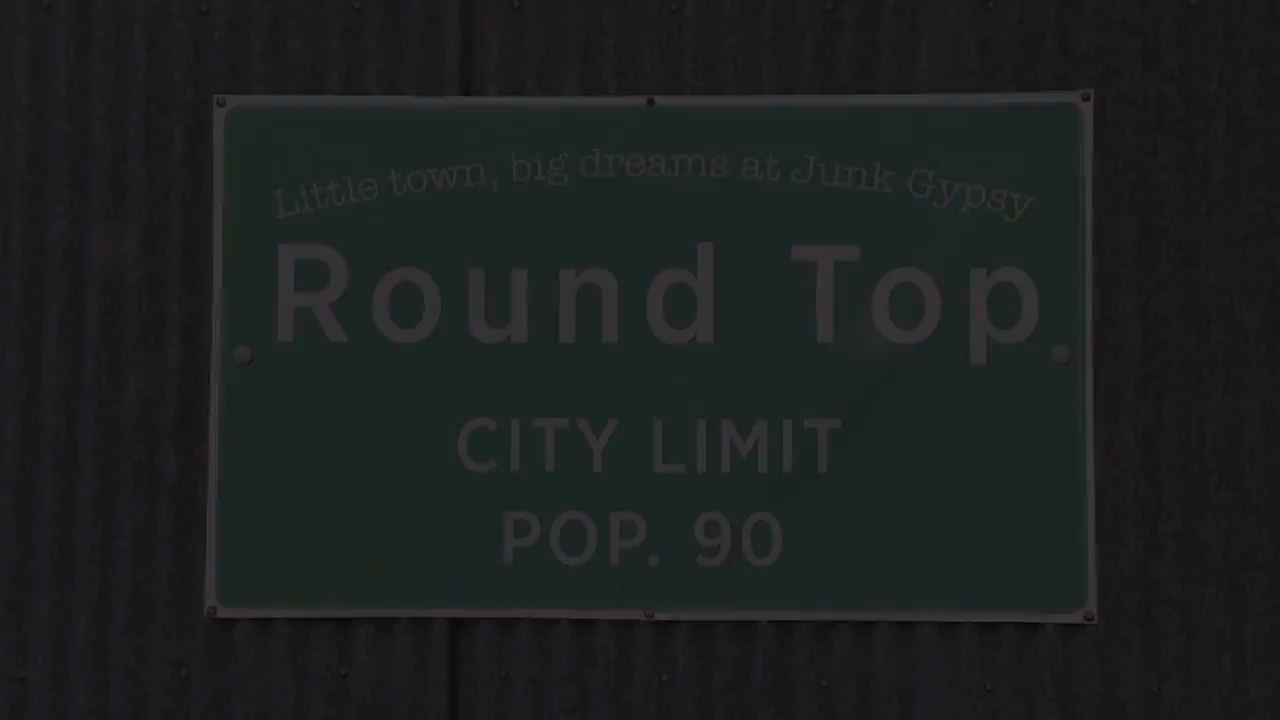 Little town, big dreams at Junk Gypsy
Round Top
CITY LIMIT
POP. 90